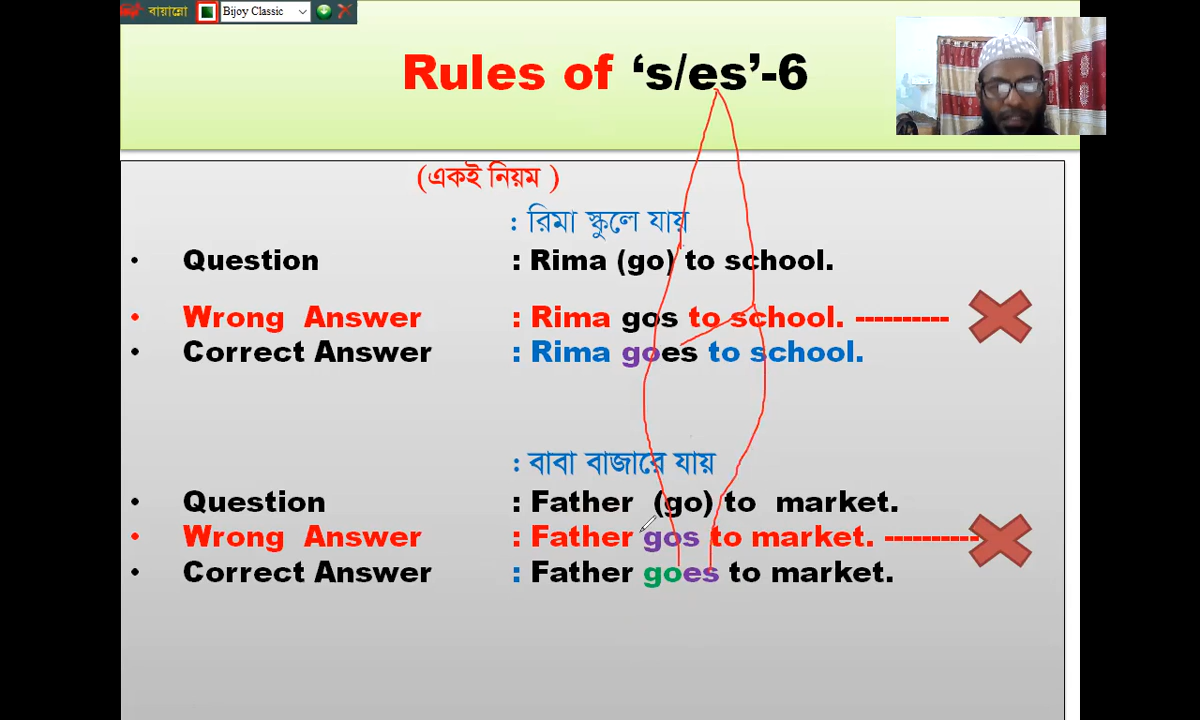 বায়ান্নো Bijoy Classic
Rules of ‘s/es’-6
(একই নিয়ম )
: রিমা স্কুলে যায়
• Question : Rima (go) to school.
• Wrong Answer : Rima gos to school. ----------
• Correct Answer : Rima goes to school.
: বাবা বাজারে যায়
• Question : Father (go) to market.
• Wrong Answer : Father gos to market. ----------
• Correct Answer : Father goes to market.